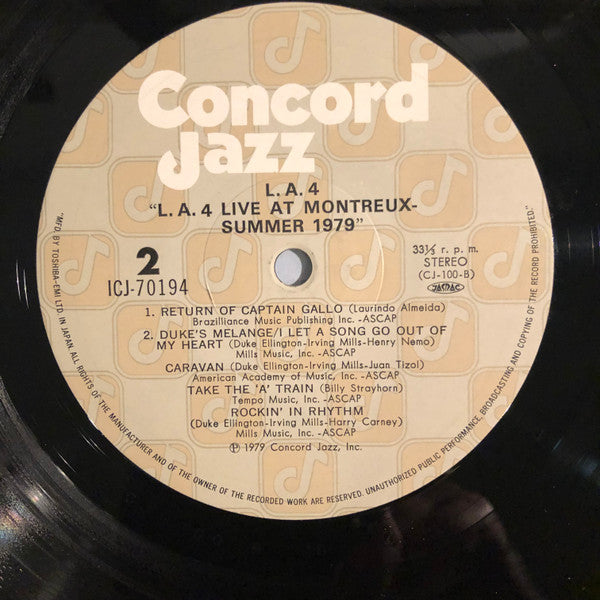 Concord
Jazz
L.A.4
"L.A.4 LIVE AT MONTREUX-
SUMMER 1979"
2
ICJ-70194
33⅓ r.p.m.
STEREO
(CJ-100-B)
JASRAC
1. RETURN OF CAPTAIN GALLO (Laurindo Almeida)
Brazilliance Music Publishing Inc. -ASCAP
2. DUKE'S MELANGE/I LET A SONG GO OUT OF
MY HEART (Duke Ellington-Irving Mills-Henry Nemo)
Mills Music, Inc. -ASCAP
CARAVAN (Duke Ellington-Irving Mills-Juan Tizol)
American Academy of Music, Inc. -ASCAP
TAKE THE 'A' TRAIN (Billy Strayhorn)
Tempo Music, Inc. -ASCAP
ROCKIN' IN RHYTHM
(Duke Ellington-Irving Mills-Harry Carney)
Mills Music, Inc. -ASCAP
Ⓟ 1979 Concord Jazz, Inc.
"MFD. BY TOSHIBA-EMI LTD. IN JAPAN. ALL RIGHTS OF THE MANUFACTURER AND OF THE OWNER OF THE RECORDED WORK ARE RESERVED. UNAUTHORIZED PUBLIC PERFORMANCE, BROADCASTING AND COPYING OF THE RECORD PROHIBITED."